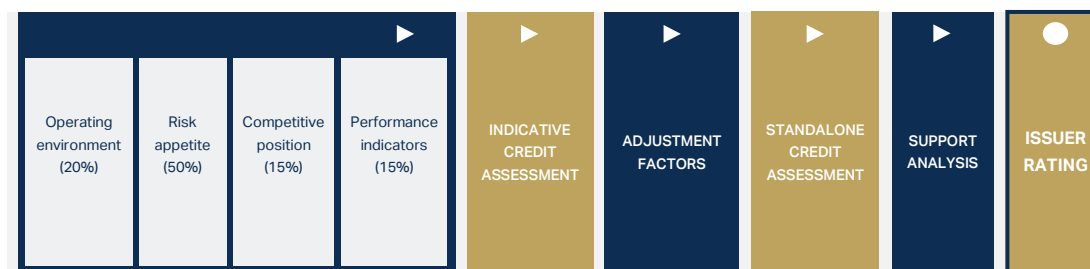 Operating
environment
(20%)
Risk
appetite
(50%)
Competitive
position
(15%)
Performance
indicators
(15%)
INDICATIVE
CREDIT
ASSESSMENT
ADJUSTMENT
FACTORS
STANDALONE
CREDIT
ASSESSMENT
SUPPORT
ANALYSIS
ISSUER
RATING